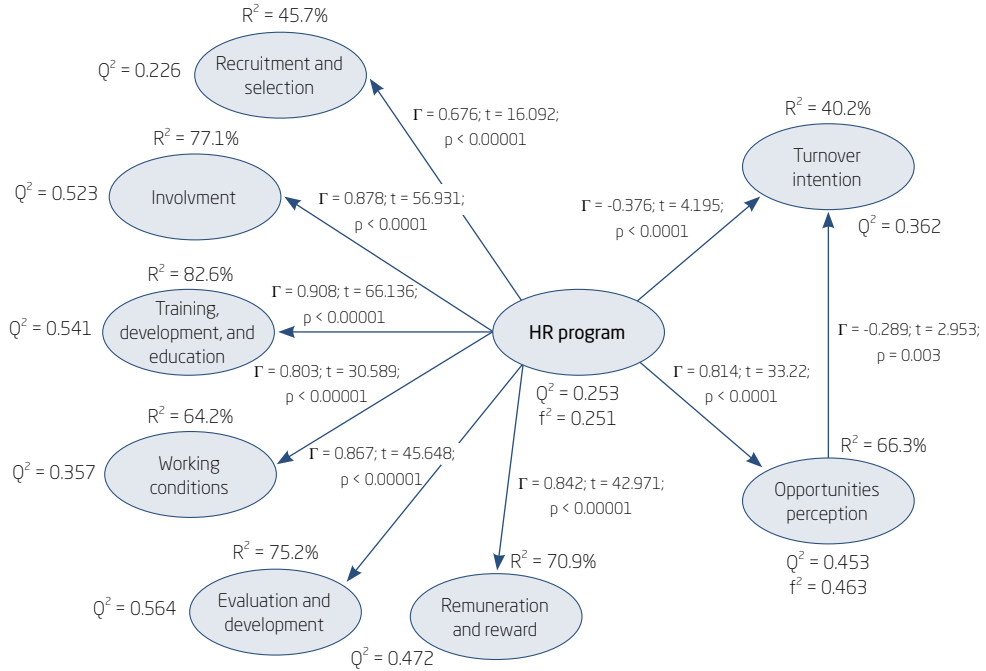 R² = 45.7%
Q² = 0.226
Recruitment and
selection
Γ = 0.676; t = 16.092;
p < 0.00001
R² = 77.1%
Q² = 0.523
Involvment
Γ = 0.878; t = 56.931;
p < 0.0001
R² = 82.6%
Q² = 0.541
Training,
development, and
education
Γ = 0.908; t = 66.136;
p < 0.00001
R² = 64.2%
Q² = 0.357
Working
conditions
Γ = 0.803; t = 30.589;
p < 0.00001
R² = 75.2%
Q² = 0.564
Evaluation and
development
Γ = 0.867; t = 45.648;
p < 0.00001
R² = 70.9%
Remuneration
and reward
Q² = 0.472
Γ = 0.842; t = 42.971;
p < 0.00001
HR program
Q² = 0.253
f² = 0.251
Γ = -0.376; t = 4.195;
p < 0.0001
R² = 40.2%
Turnover
intention
Q² = 0.362
Γ = -0.289; t = 2.953;
p = 0.003
Γ = 0.814; t = 33.22;
p < 0.0001
R² = 66.3%
Opportunities
perception
Q² = 0.453
f² = 0.463